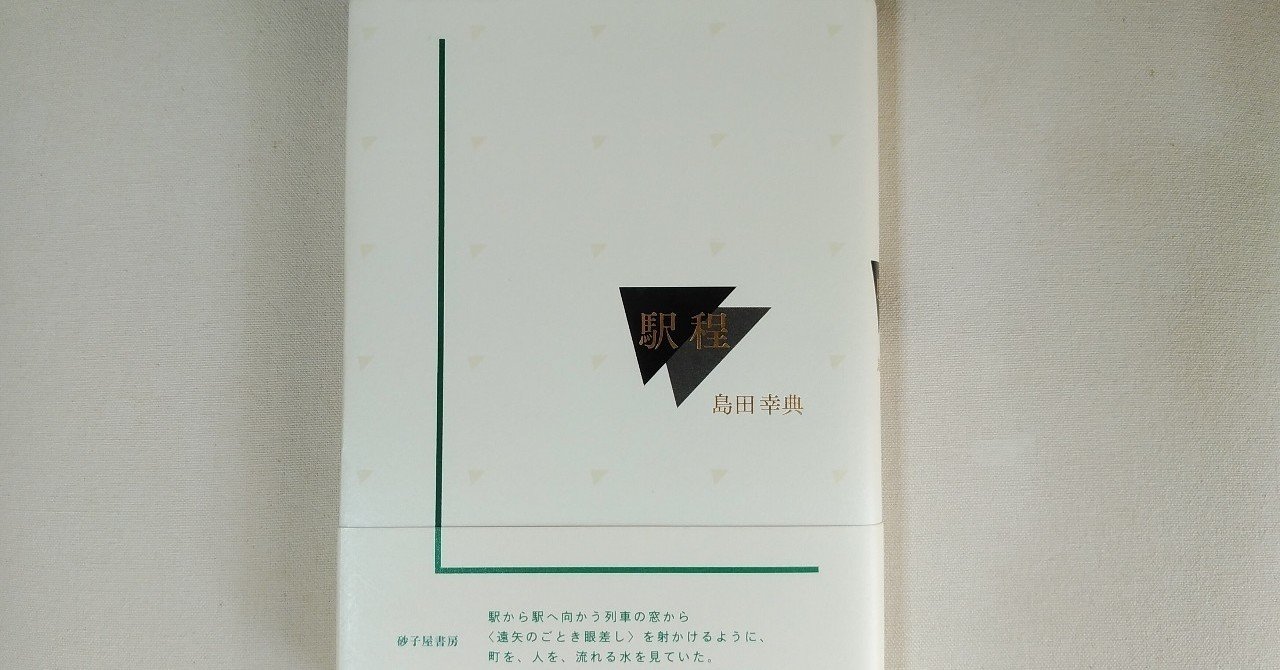 駅程
島田幸典
駅から駅へ向かう列車の窓から
〈遠矢のごとき眼差し〉を射かけるように、
町を、人を、流れる水を見ていた。
砂子屋書房